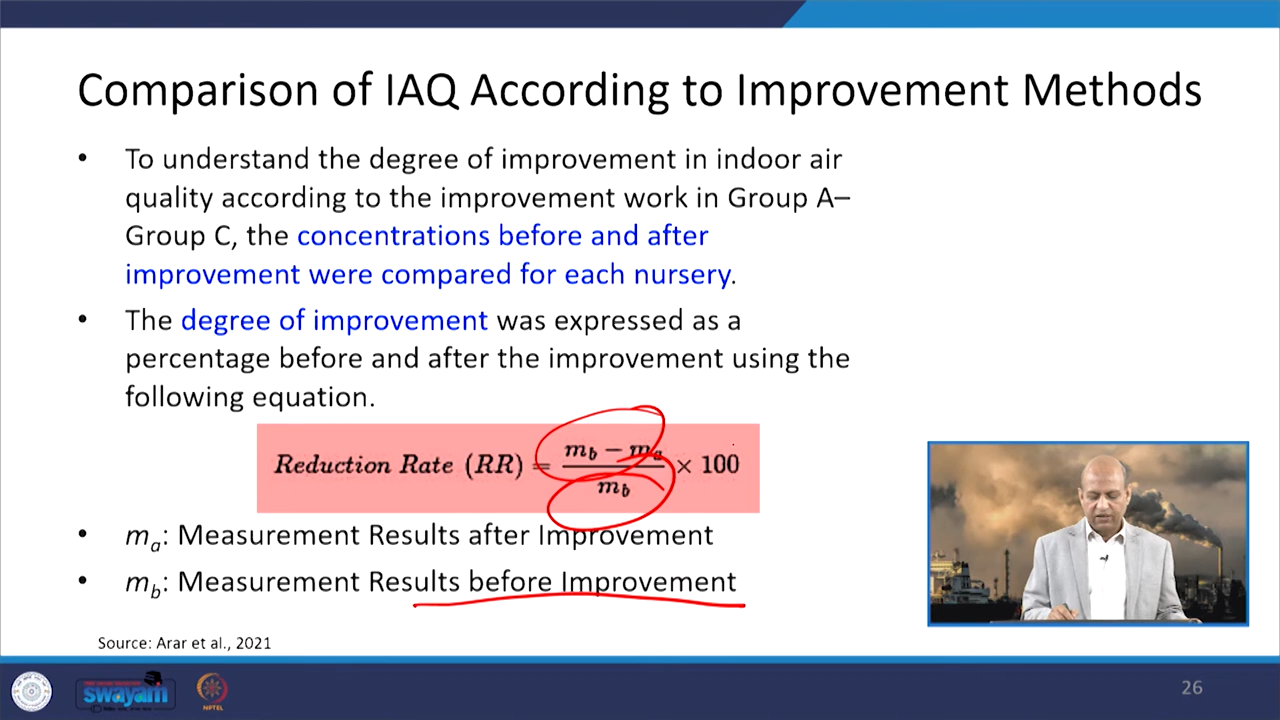 Comparison of IAQ According to Improvement Methods
• To understand the degree of improvement in indoor air
quality according to the improvement work in Group A–
Group C, the concentrations before and after
improvement were compared for each nursery.
• The degree of improvement was expressed as a
percentage before and after the improvement using the
following equation.
Reduction Rate (RR) = (m_b − m_a) / m_b × 100
• m_a: Measurement Results after Improvement
• m_b: Measurement Results before Improvement
Source: Arar et al., 2021
swayam
NPTEL
26